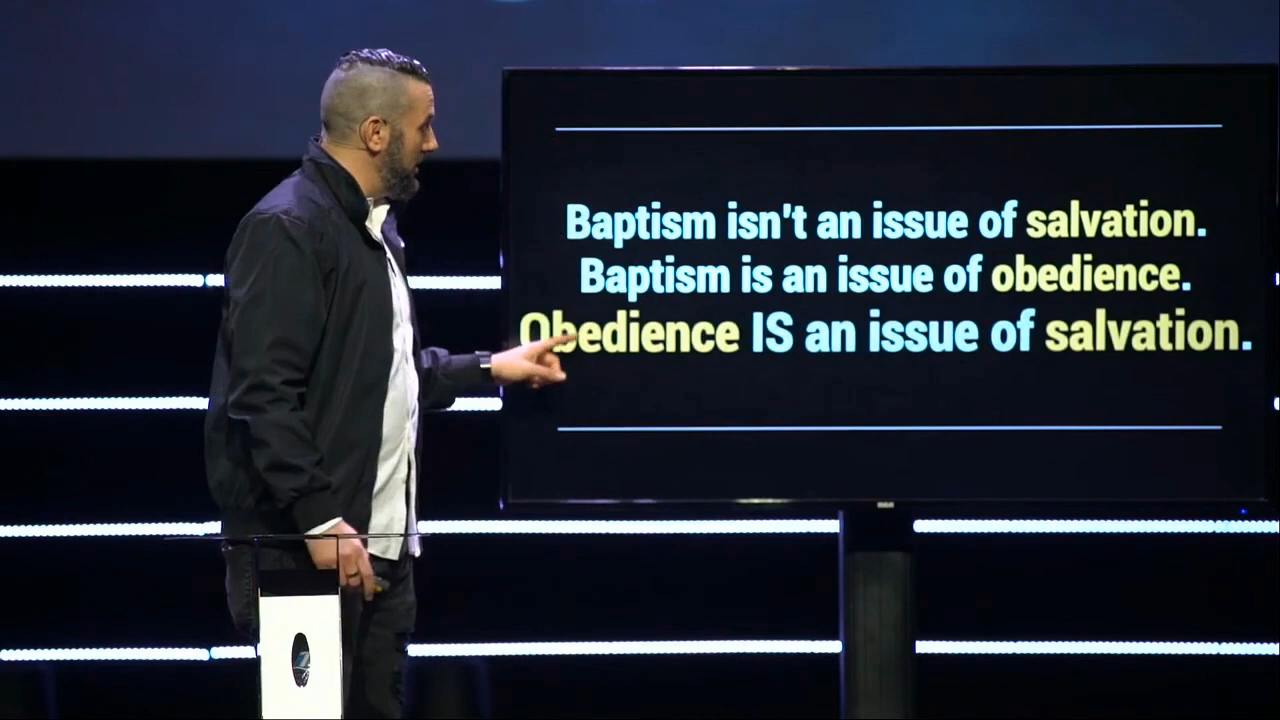 Baptism isn't an issue of salvation.
Baptism is an issue of obedience.
Obedience IS an issue of salvation.